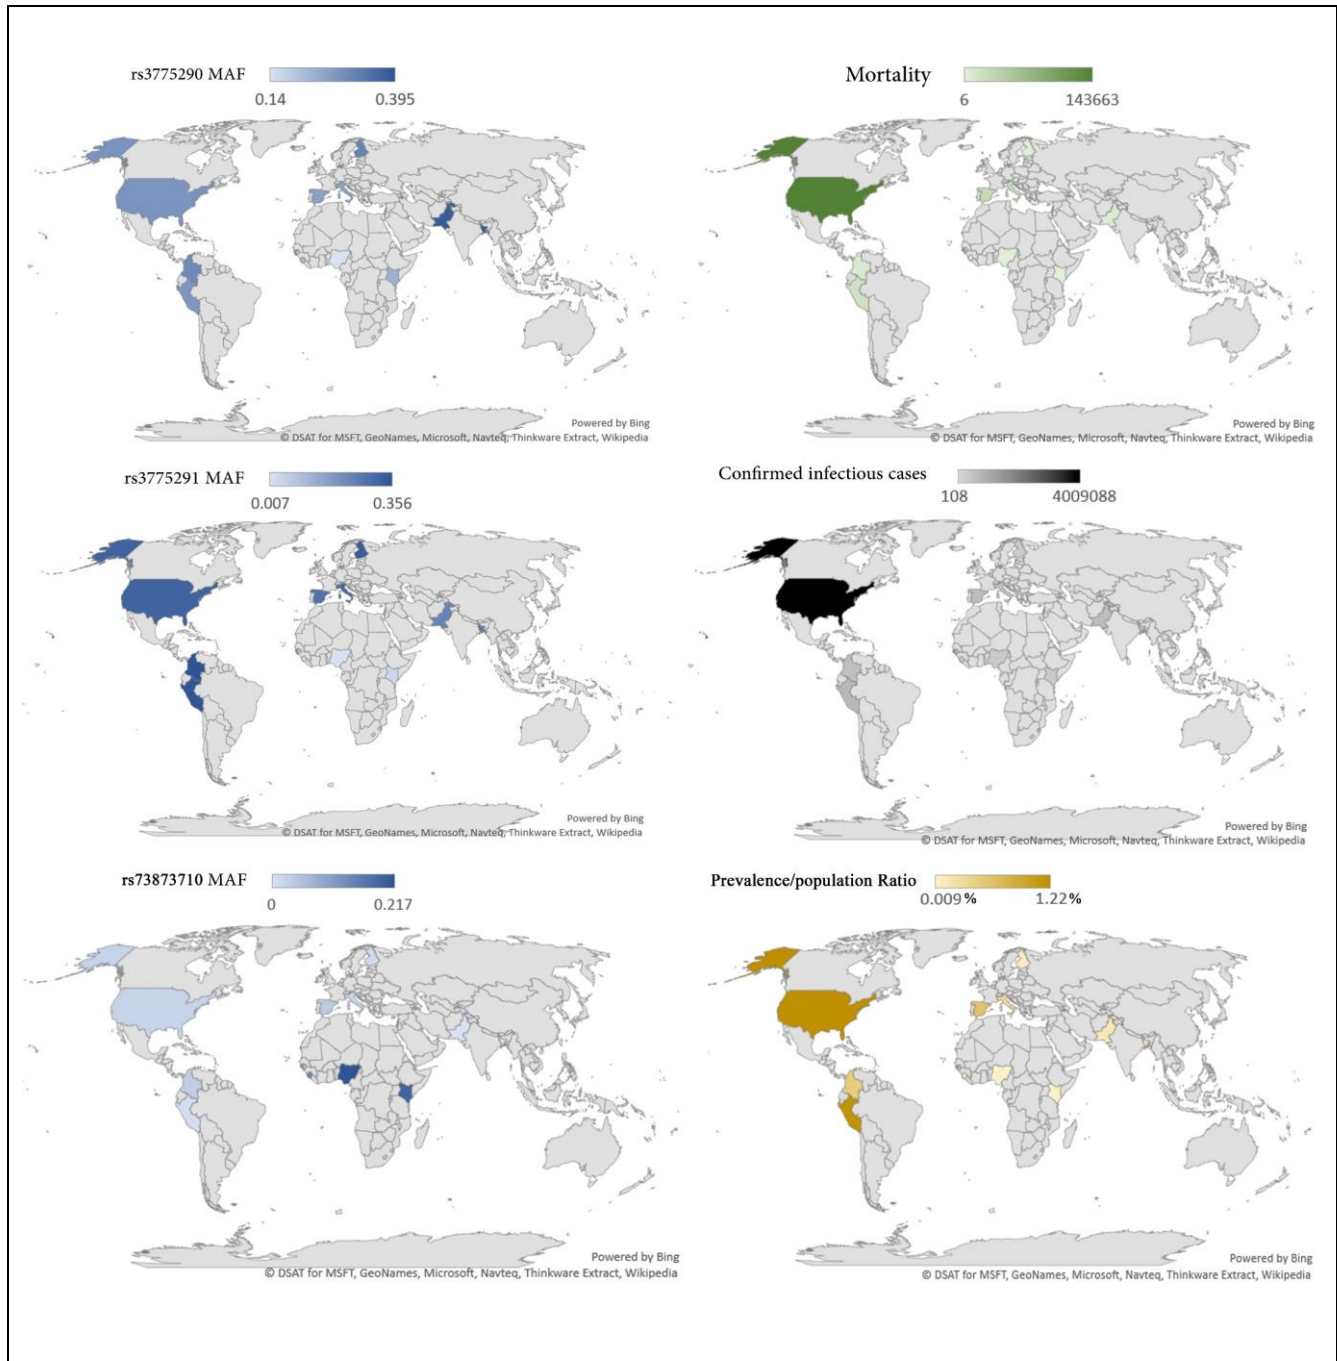 rs3775290 MAF
0.14 0.395
Powered by Bing
© DSAT for MSFT, GeoNames, Microsoft, Navteq, Thinkware Extract, Wikipedia
Mortality
6 143663
Powered by Bing
© DSAT for MSFT, GeoNames, Microsoft, Navteq, Thinkware Extract, Wikipedia
rs3775291 MAF
0.007 0.356
Powered by Bing
© DSAT for MSFT, GeoNames, Microsoft, Navteq, Thinkware Extract, Wikipedia
Confirmed infectious cases
108 4009088
Powered by Bing
© DSAT for MSFT, GeoNames, Microsoft, Navteq, Thinkware Extract, Wikipedia
rs73873710 MAF
0 0.217
Powered by Bing
© DSAT for MSFT, GeoNames, Microsoft, Navteq, Thinkware Extract, Wikipedia
Prevalence/population Ratio
0.009% 1.22%
Powered by Bing
© DSAT for MSFT, GeoNames, Microsoft, Navteq, Thinkware Extract, Wikipedia